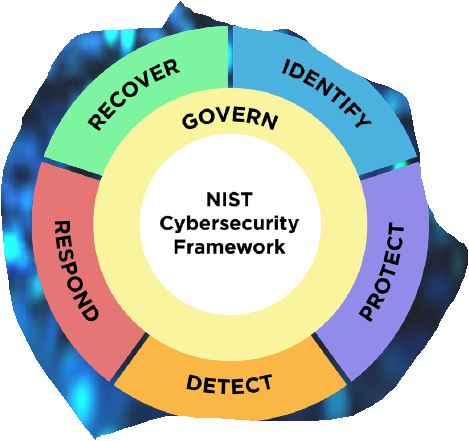 RECOVER
IDENTIFY
GOVERN
NIST
Cybersecurity
Framework
RESPOND
PROTECT
DETECT